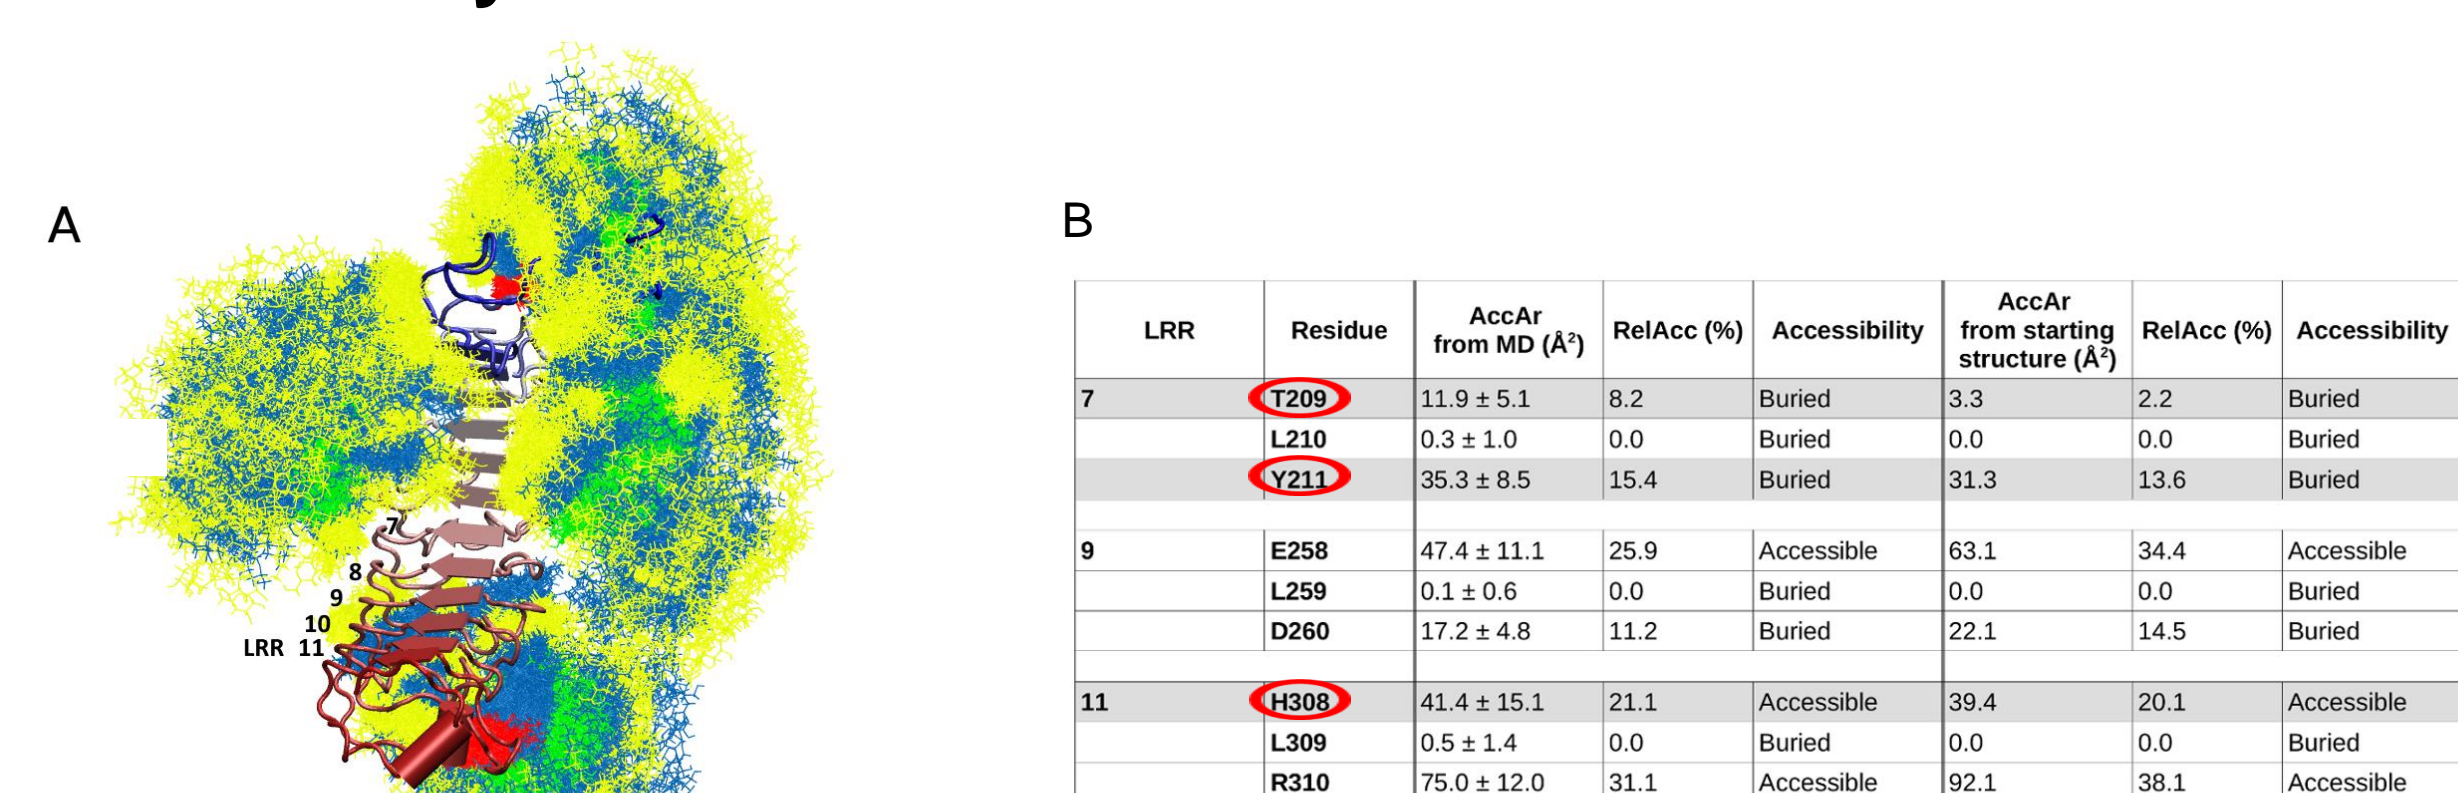 A
7
8
9
10
LRR 11
B
LRR Residue AccAr from MD (Å²) RelAcc (%) Accessibility AccAr from starting structure (Å²) RelAcc (%) Accessibility
7 T209 11.9 ± 5.1 8.2 Buried 3.3 2.2 Buried
L210 0.3 ± 1.0 0.0 Buried 0.0 0.0 Buried
Y211 35.3 ± 8.5 15.4 Buried 31.3 13.6 Buried
9 E258 47.4 ± 11.1 25.9 Accessible 63.1 34.4 Accessible
L259 0.1 ± 0.6 0.0 Buried 0.0 0.0 Buried
D260 17.2 ± 4.8 11.2 Buried 22.1 14.5 Buried
11 H308 41.4 ± 15.1 21.1 Accessible 39.4 20.1 Accessible
L309 0.5 ± 1.4 0.0 Buried 0.0 0.0 Buried
R310 75.0 ± 12.0 31.1 Accessible 92.1 38.1 Accessible